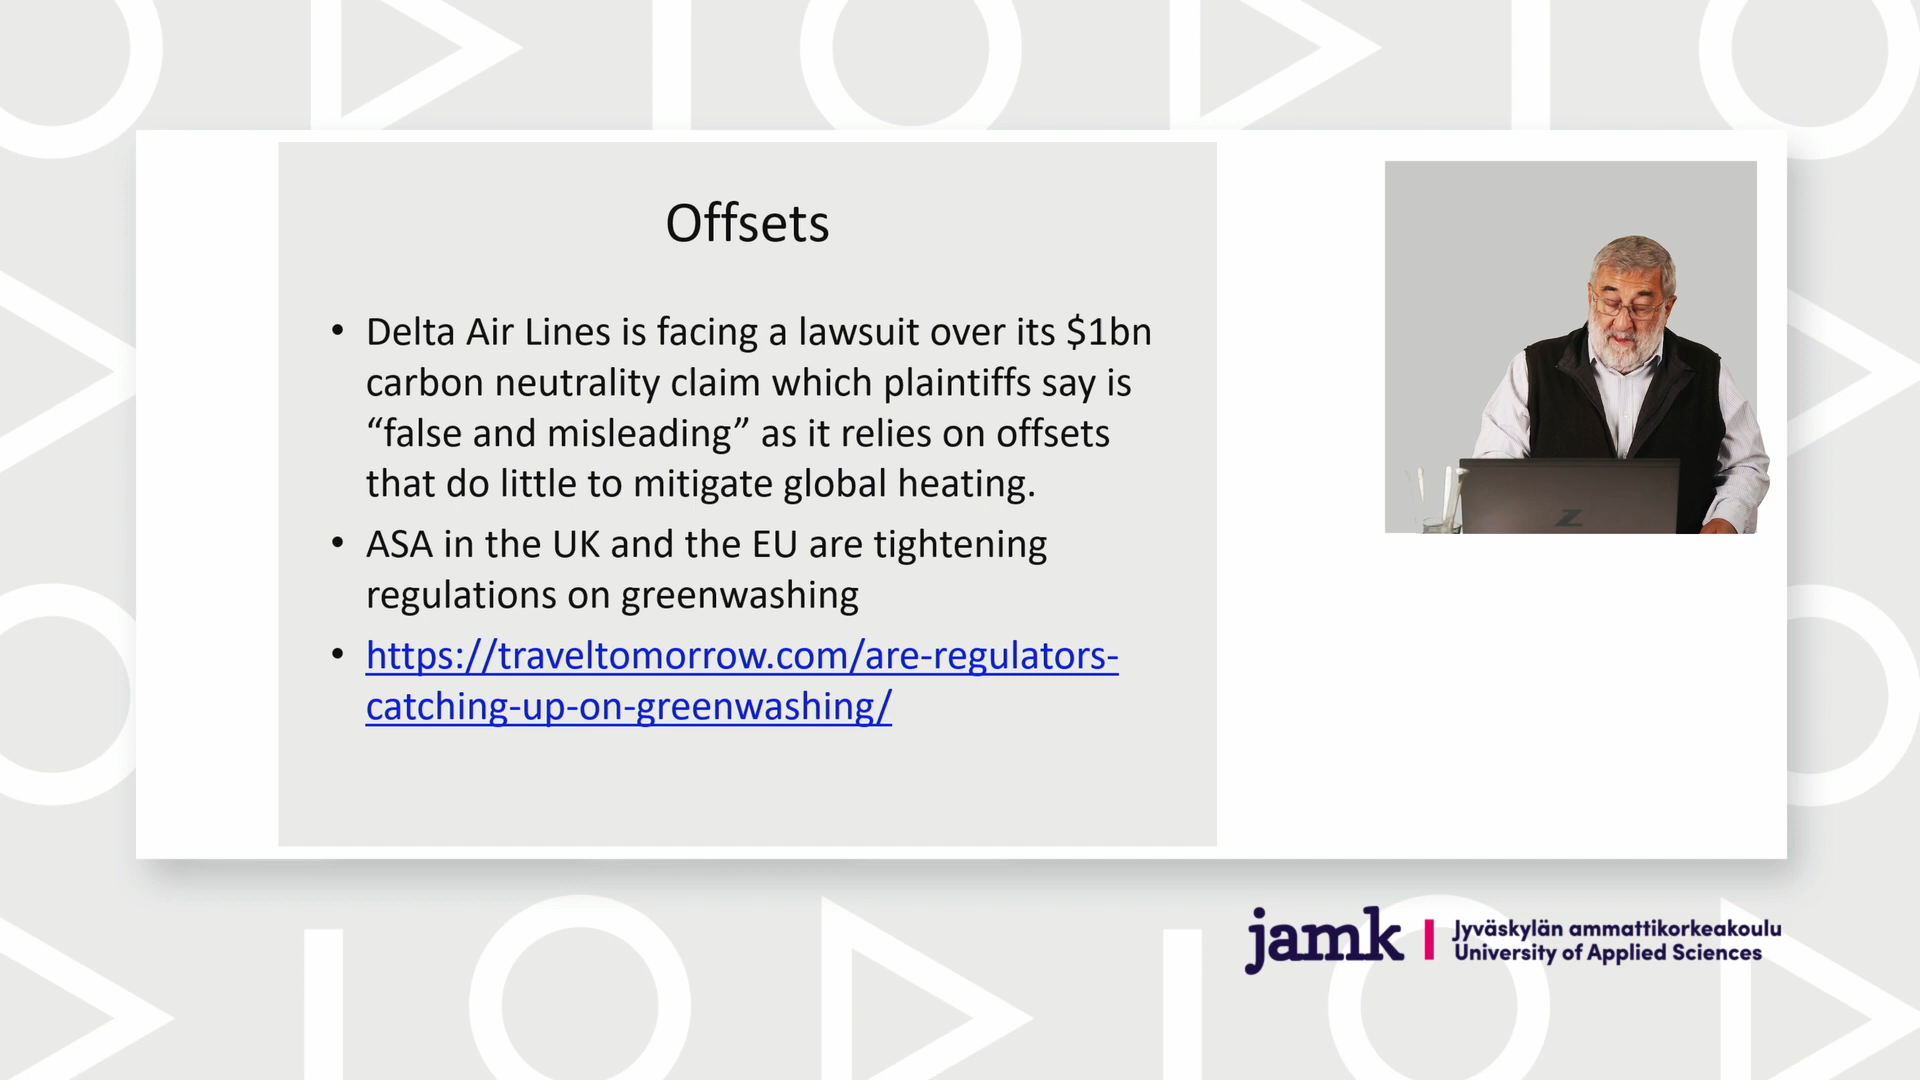 Offsets
• Delta Air Lines is facing a lawsuit over its $1bn
carbon neutrality claim which plaintiffs say is
“false and misleading” as it relies on offsets
that do little to mitigate global heating.
• ASA in the UK and the EU are tightening
regulations on greenwashing
• https://traveltomorrow.com/are-regulators-
catching-up-on-greenwashing/
jamk
Jyväskylän ammattikorkeakoulu
University of Applied Sciences